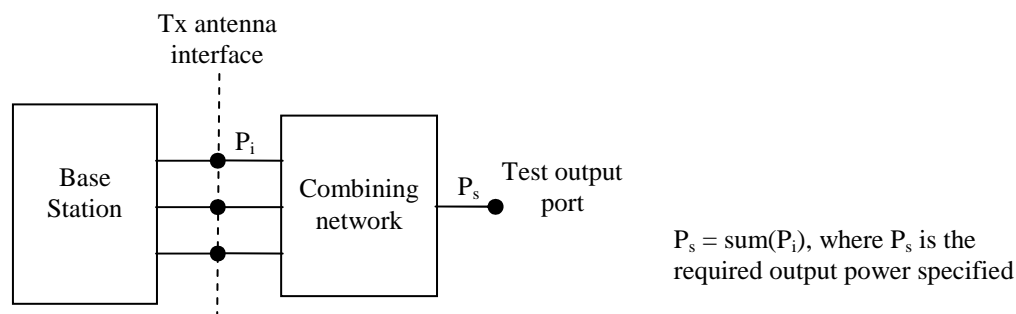 Tx antenna
interface
P_i
Base
Station
Combining
network
P_s
Test output
port
P_s = sum(P_i), where P_s is the
required output power specified